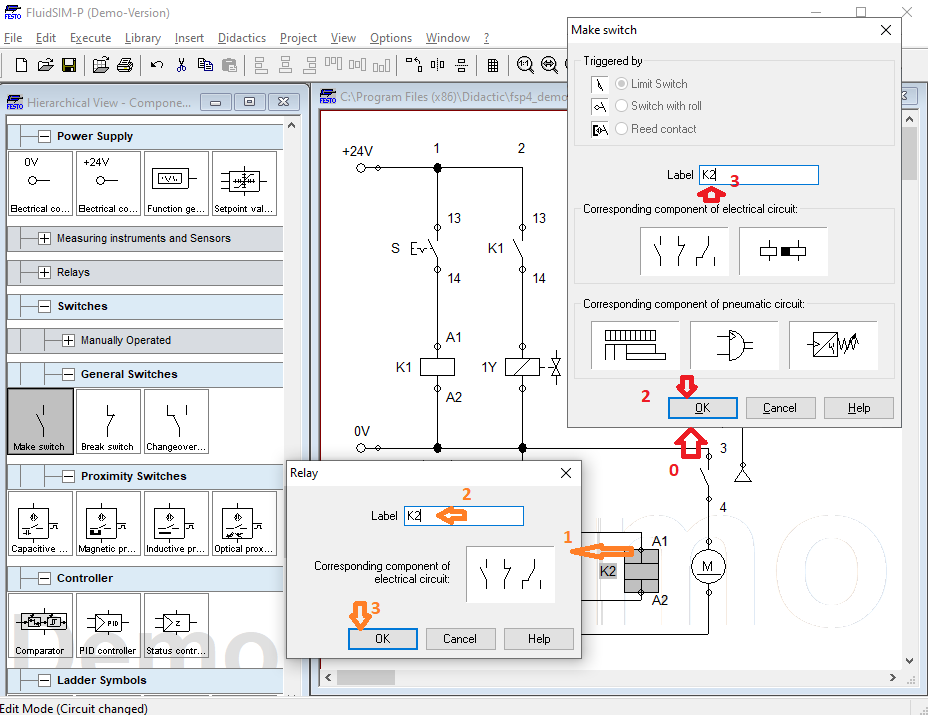 FESTO FluidSIM-P (Demo-Version)
File Edit Execute Library Insert Didactics Project View Options Window ?
FESTO Hierarchical View - Compone...
Power Supply
0V +24V
Electrical co... Electrical co... Function ge... Setpoint val...
Measuring instruments and Sensors
Relays
Switches
Manually Operated
General Switches
Make switch Break switch Changeover...
Proximity Switches
Capacitive ... Magnetic pr... Inductive pr... Optical prox...
Controller
PID Z
Comparator PID controller Status contr...
Ladder Symbols
Demo
Edit Mode (Circuit changed)
FESTO C:\Program Files (x86)\Didactic\fsp4_demo
+24V 1 2
13 13
S K1
14 14
A1
K1 1Y
A2
0V
3
4
A1
K2 M
A2
1
Make switch
Triggered by
Limit Switch
Switch with roll
Reed contact
Label K2
3
Corresponding component of electrical circuit:
Corresponding component of pneumatic circuit:
2
OK Cancel Help
0
Relay
2
Label K2
Corresponding component of
electrical circuit:
3
OK Cancel Help